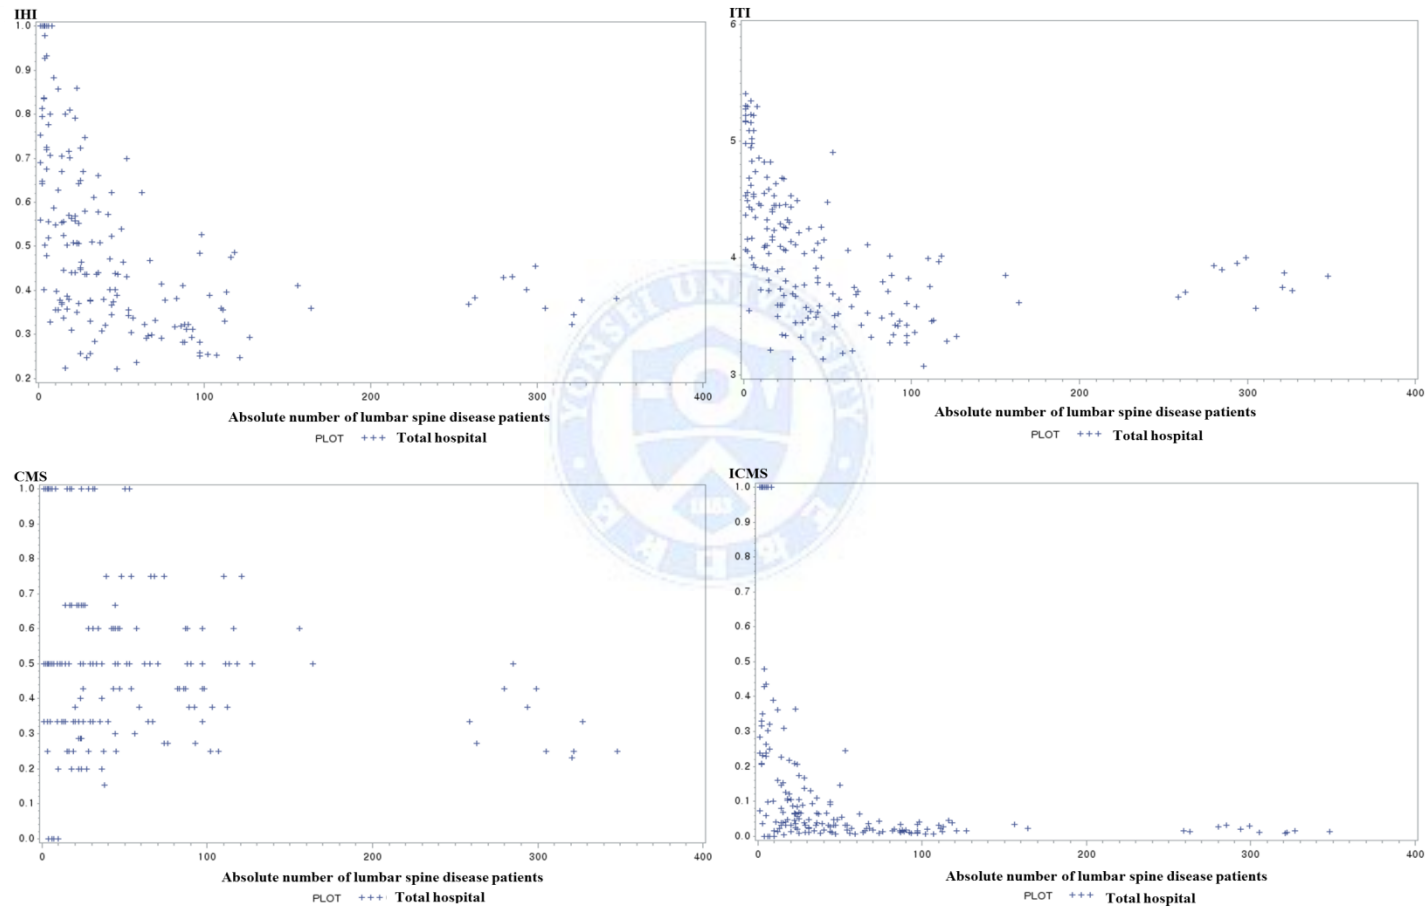 IHI
1.0
0.9
0.8
0.7
0.6
0.5
0.4
0.3
0.2
0 100 200 300 400
Absolute number of lumbar spine disease patients
PLOT +++ Total hospital
ITI
6
5
4
3
0 100 200 300 400
Absolute number of lumbar spine disease patients
PLOT +++ Total hospital
CMS
1.0
0.9
0.8
0.7
0.6
0.5
0.4
0.3
0.2
0.1
0.0
0 100 200 300 400
Absolute number of lumbar spine disease patients
PLOT +++ Total hospital
ICMS
1.0
0.9
0.8
0.7
0.6
0.5
0.4
0.3
0.2
0.1
0.0
0 100 200 300 400
Absolute number of lumbar spine disease patients
PLOT +++ Total hospital
YONSEI UNIVERSITY